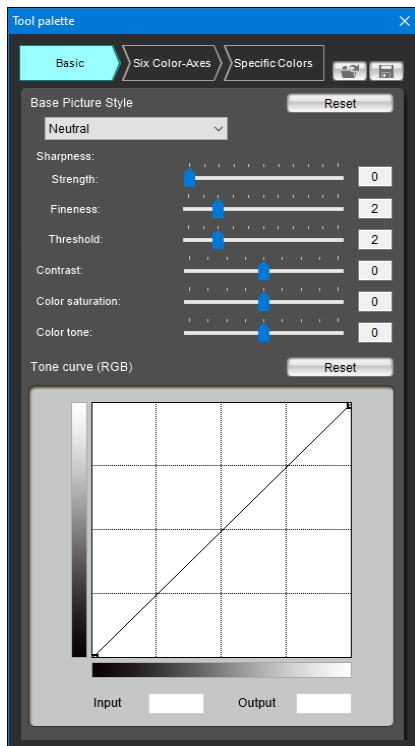 Tool palette
Basic
Six Color-Axes
Specific Colors
Base Picture Style
Reset
Neutral
Sharpness:
Strength:
0
Fineness:
2
Threshold:
2
Contrast:
0
Color saturation:
0
Color tone:
0
Tone curve (RGB)
Reset
Input
Output